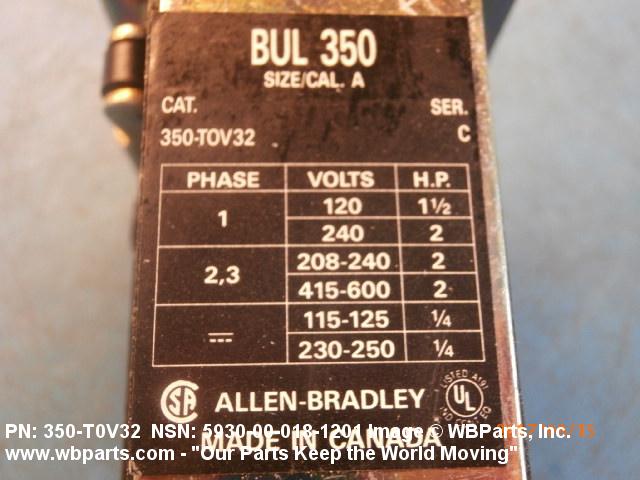 BUL 350
SIZE/CAL. A
CAT. SER.
350-TOV32 C
PHASE VOLTS H.P.
1 120 1½
240 2
2,3 208-240 2
415-600 2
⎓ 115-125 ¼
230-250 ¼
SA ALLEN-BRADLEY UL
LISTED
PN: 350-T0V32 NSN: 5930-00-018-1201 Image © WBParts, Inc.
MADE IN CANADA
www.wbparts.com - "Our Parts Keep the World Moving"